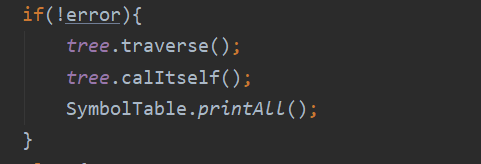 if(!error){
tree.traverse();
tree.calItself();
SymbolTable.printAll();
}